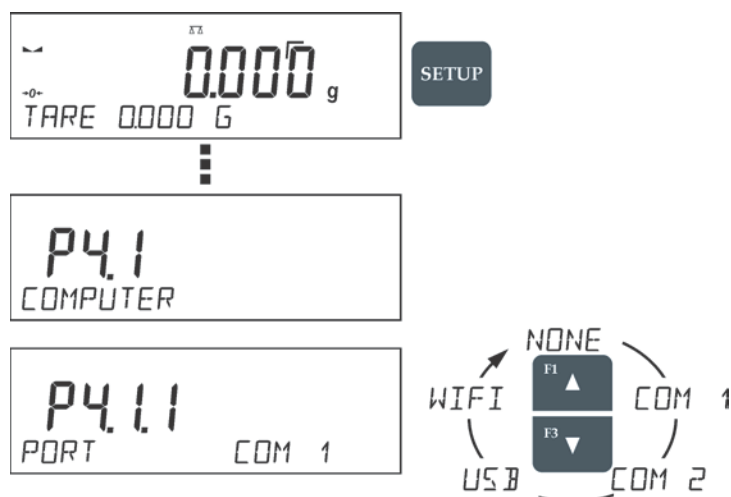 0.000 g
SETUP
→0←
TARE 0.000 G
P4.1
COMPUTER
P4.1.1
PORT COM 1
NONE
F1
WIFI COM 1
F3
USB COM 2